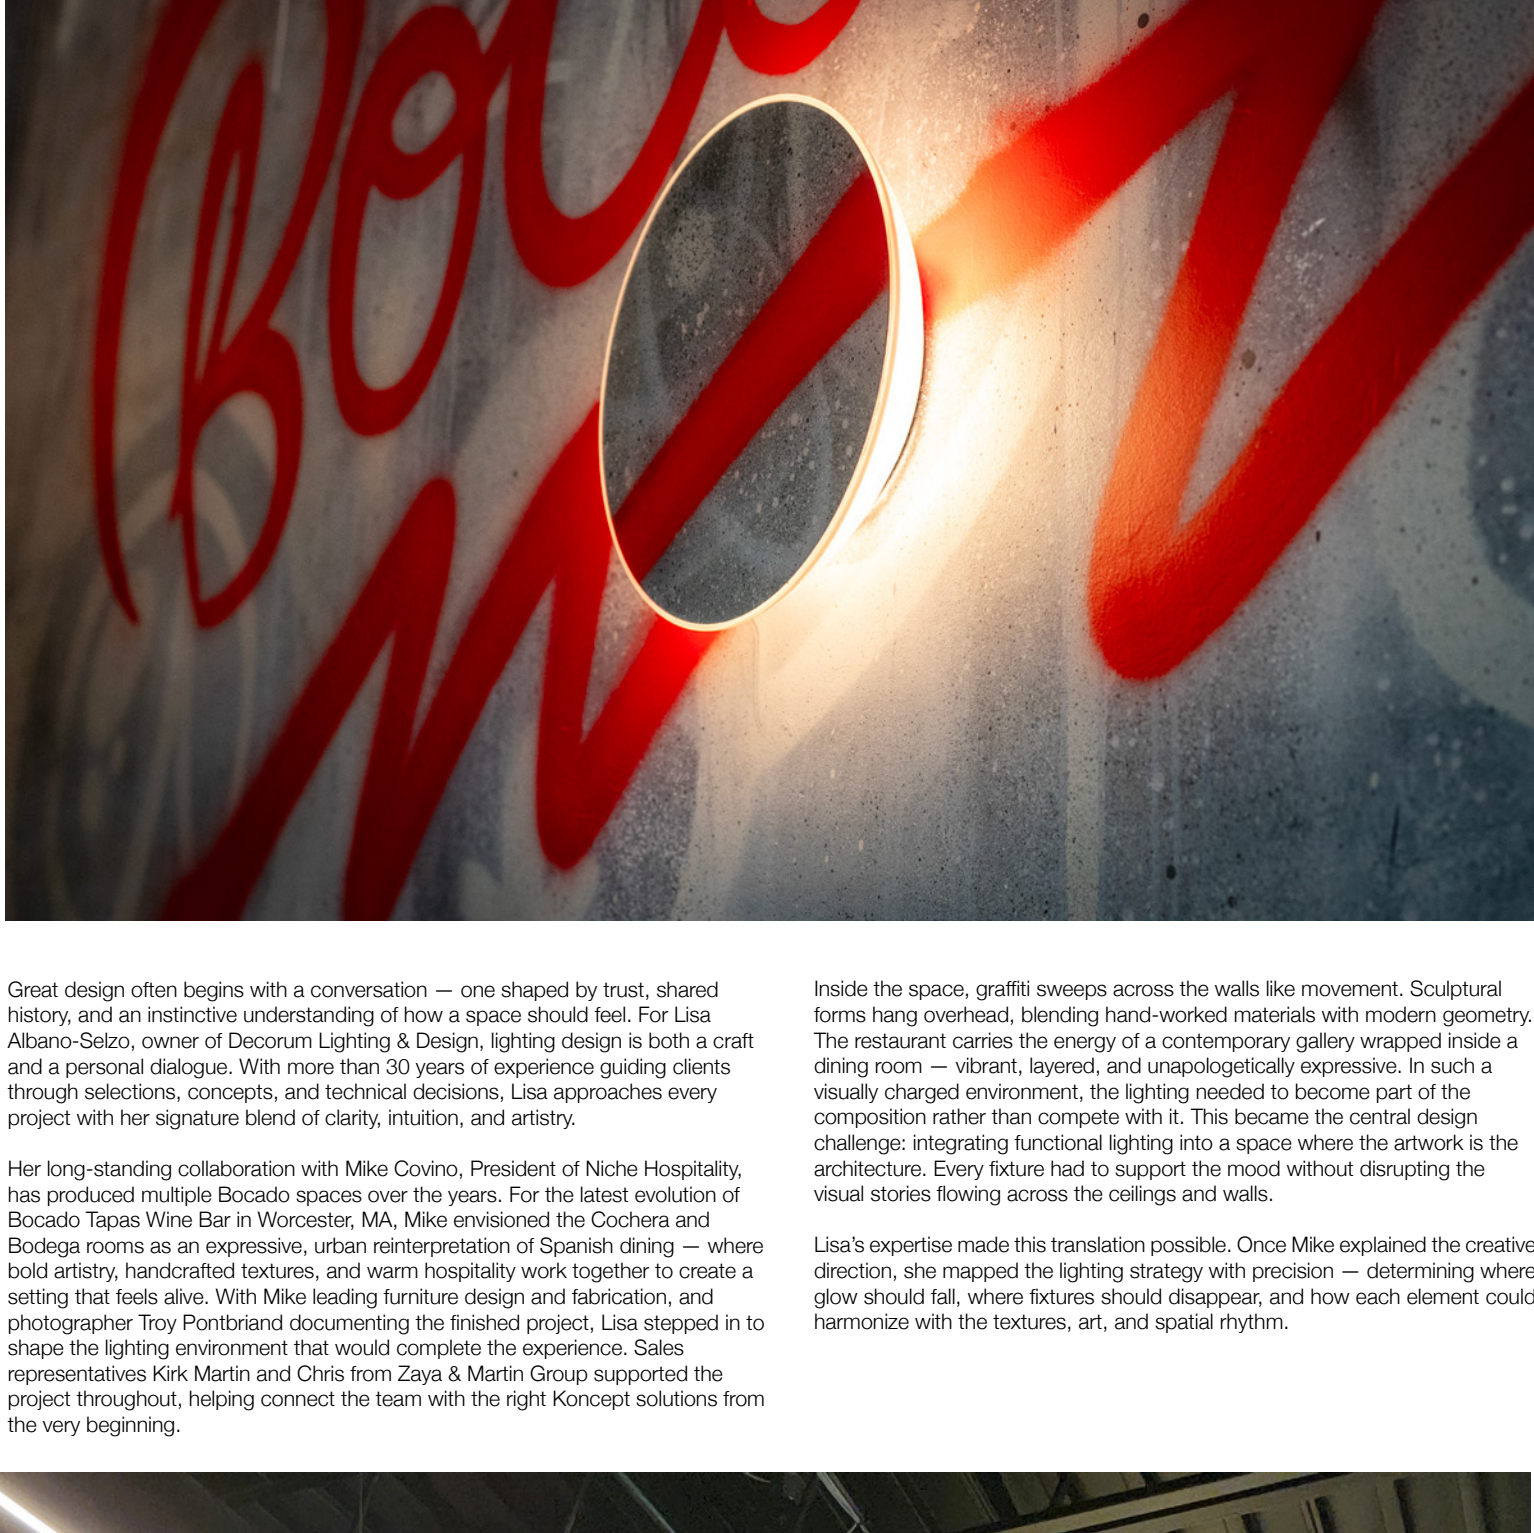 Boc
Great design often begins with a conversation — one shaped by trust, shared
history, and an instinctive understanding of how a space should feel. For Lisa
Albano-Selzo, owner of Decorum Lighting & Design, lighting design is both a craft
and a personal dialogue. With more than 30 years of experience guiding clients
through selections, concepts, and technical decisions, Lisa approaches every
project with her signature blend of clarity, intuition, and artistry.
Her long-standing collaboration with Mike Covino, President of Niche Hospitality,
has produced multiple Bocado spaces over the years. For the latest evolution of
Bocado Tapas Wine Bar in Worcester, MA, Mike envisioned the Cochera and
Bodega rooms as an expressive, urban reinterpretation of Spanish dining — where
bold artistry, handcrafted textures, and warm hospitality work together to create a
setting that feels alive. With Mike leading furniture design and fabrication, and
photographer Troy Pontbriand documenting the finished project, Lisa stepped in to
shape the lighting environment that would complete the experience. Sales
representatives Kirk Martin and Chris from Zaya & Martin Group supported the
project throughout, helping connect the team with the right Koncept solutions from
the very beginning.
Inside the space, graffiti sweeps across the walls like movement. Sculptural
forms hang overhead, blending hand-worked materials with modern geometry.
The restaurant carries the energy of a contemporary gallery wrapped inside a
dining room — vibrant, layered, and unapologetically expressive. In such a
visually charged environment, the lighting needed to become part of the
composition rather than compete with it. This became the central design
challenge: integrating functional lighting into a space where the artwork is the
architecture. Every fixture had to support the mood without disrupting the
visual stories flowing across the ceilings and walls.
Lisa’s expertise made this translation possible. Once Mike explained the creative
direction, she mapped the lighting strategy with precision — determining where
glow should fall, where fixtures should disappear, and how each element could
harmonize with the textures, art, and spatial rhythm.